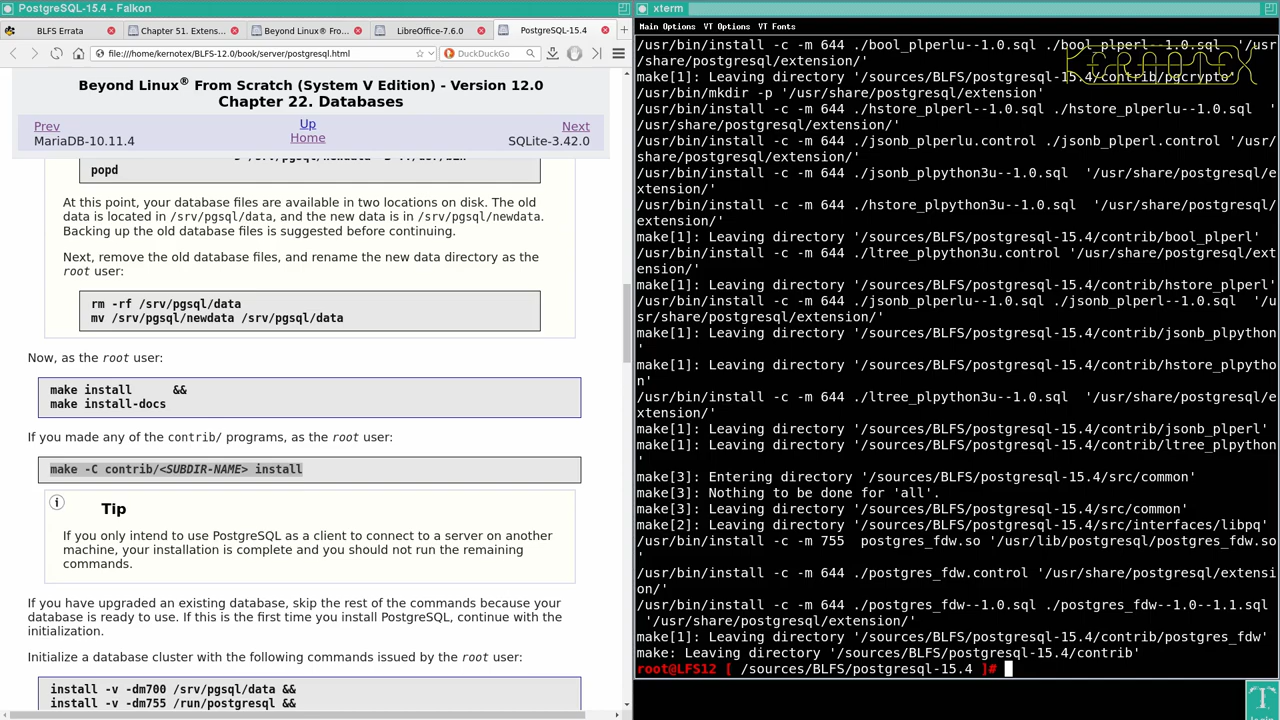 PostgreSQL-15.4 - Falkon
BLFS Errata
Chapter 51. Extens...
Beyond Linux® From...
LibreOffice-7.6.0
PostgreSQL-15.4
file:///home/kernotex/BLFS-12.0/book/server/postgresql.html
DuckDuckGo
Beyond Linux® From Scratch (System V Edition) - Version 12.0
Chapter 22. Databases
Prev
Up
Next
MariaDB-10.11.4
Home
SQLite-3.42.0
popd
At this point, your database files are available in two locations on disk. The old
data is located in /srv/pgsql/data, and the new data is in /srv/pgsql/newdata.
Backing up the old database files is suggested before continuing.
Next, remove the old database files, and rename the new data directory as the
root user:
rm -rf /srv/pgsql/data
mv /srv/pgsql/newdata /srv/pgsql/data
Now, as the root user:
make install     &&
make install-docs
If you made any of the contrib/ programs, as the root user:
make -C contrib/<SUBDIR-NAME> install
Tip
If you only intend to use PostgreSQL as a client to connect to a server on another
machine, your installation is complete and you should not run the remaining
commands.
If you have upgraded an existing database, skip the rest of the commands because your
database is ready to use. If this is the first time you install PostgreSQL, continue with the
initialization.
Initialize a database cluster with the following commands issued by the root user:
install -v -dm700 /srv/pgsql/data &&
install -v -dm755 /run/postgresql &&
xterm
Main Options  VT Options  VT Fonts
/usr/bin/install -c -m 644 ./bool_plperlu--1.0.sql ./bool_plperl--1.0.sql  '/usr
/share/postgresql/extension/'
make[1]: Leaving directory '/sources/BLFS/postgresql-15.4/contrib/pgcrypto'
/usr/bin/mkdir -p '/usr/share/postgresql/extension'
/usr/bin/install -c -m 644 ./hstore_plperl--1.0.sql ./hstore_plperlu--1.0.sql  '
/usr/share/postgresql/extension/'
/usr/bin/install -c -m 644 ./jsonb_plperlu.control ./jsonb_plperl.control '/usr/
share/postgresql/extension/'
/usr/bin/install -c -m 644 ./jsonb_plpython3u--1.0.sql  '/usr/share/postgresql/e
xtension/'
/usr/bin/install -c -m 644 ./hstore_plpython3u--1.0.sql  '/usr/share/postgresql/
extension/'
make[1]: Leaving directory '/sources/BLFS/postgresql-15.4/contrib/bool_plperl'
/usr/bin/install -c -m 644 ./ltree_plpython3u.control '/usr/share/postgresql/ext
ension/'
make[1]: Leaving directory '/sources/BLFS/postgresql-15.4/contrib/hstore_plperl'
/usr/bin/install -c -m 644 ./jsonb_plperlu--1.0.sql ./jsonb_plperl--1.0.sql  '/u
sr/share/postgresql/extension/'
make[1]: Leaving directory '/sources/BLFS/postgresql-15.4/contrib/jsonb_plpython
'
make[1]: Leaving directory '/sources/BLFS/postgresql-15.4/contrib/hstore_plpytho
n'
/usr/bin/install -c -m 644 ./ltree_plpython3u--1.0.sql  '/usr/share/postgresql/e
xtension/'
make[1]: Leaving directory '/sources/BLFS/postgresql-15.4/contrib/jsonb_plperl'
make[1]: Leaving directory '/sources/BLFS/postgresql-15.4/contrib/ltree_plpython
'
make[3]: Entering directory '/sources/BLFS/postgresql-15.4/src/common'
make[3]: Nothing to be done for 'all'.
make[3]: Leaving directory '/sources/BLFS/postgresql-15.4/src/common'
make[2]: Leaving directory '/sources/BLFS/postgresql-15.4/src/interfaces/libpq'
/usr/bin/install -c -m 755  postgres_fdw.so '/usr/lib/postgresql/postgres_fdw.so
'
/usr/bin/install -c -m 644 ./postgres_fdw.control '/usr/share/postgresql/extensi
on/'
/usr/bin/install -c -m 644 ./postgres_fdw--1.0.sql ./postgres_fdw--1.0--1.1.sql
'/usr/share/postgresql/extension/'
make[1]: Leaving directory '/sources/BLFS/postgresql-15.4/contrib/postgres_fdw'
make: Leaving directory '/sources/BLFS/postgresql-15.4/contrib'
root@LFS12 [ /sources/BLFS/postgresql-15.4 ]#
KERNOTEX